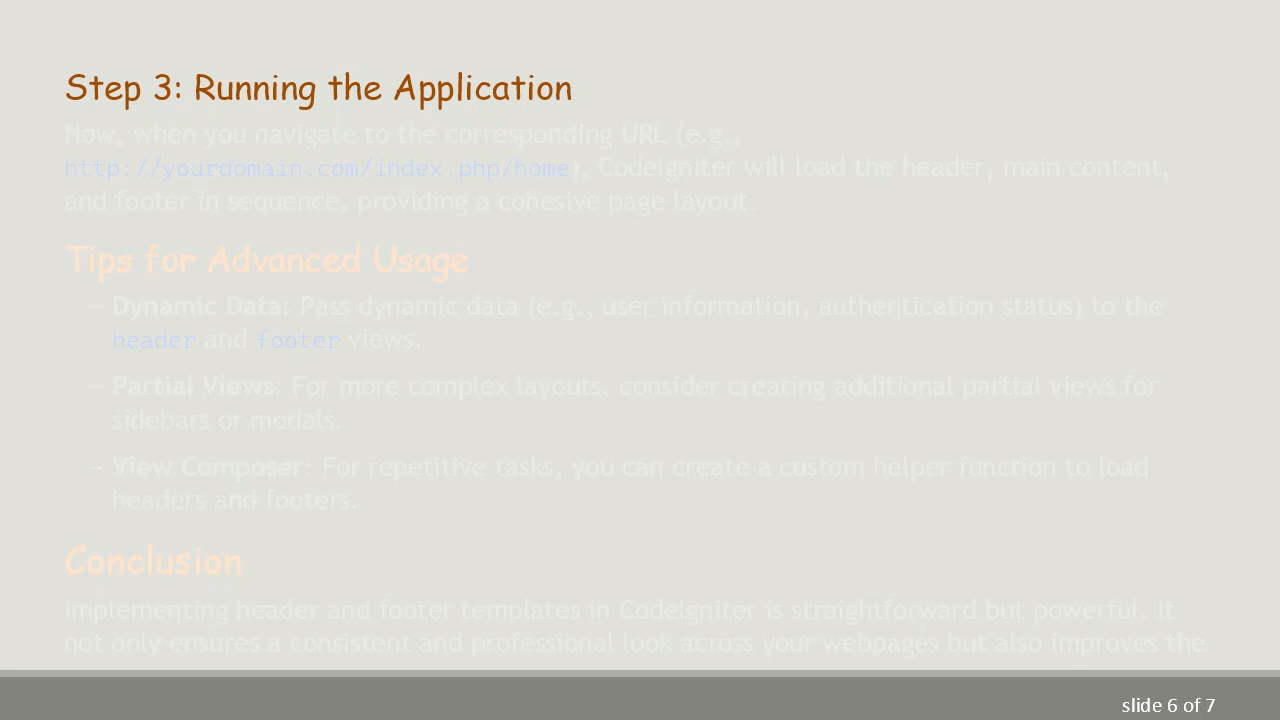 Step 3: Running the Application
Now, when you navigate to the corresponding URL (e.g.,
http://yourdomain.com/index.php/home), CodeIgniter will load the header, main content,
and footer in sequence, providing a cohesive page layout.
Tips for Advanced Usage
– Dynamic Data: Pass dynamic data (e.g., user information, authentication status) to the
header and footer views.
– Partial Views: For more complex layouts, consider creating additional partial views for
sidebars or modals.
– View Composer: For repetitive tasks, you can create a custom helper function to load
headers and footers.
Conclusion
Implementing header and footer templates in CodeIgniter is straightforward but powerful. It
not only ensures a consistent and professional look across your webpages but also improves the
slide 6 of 7